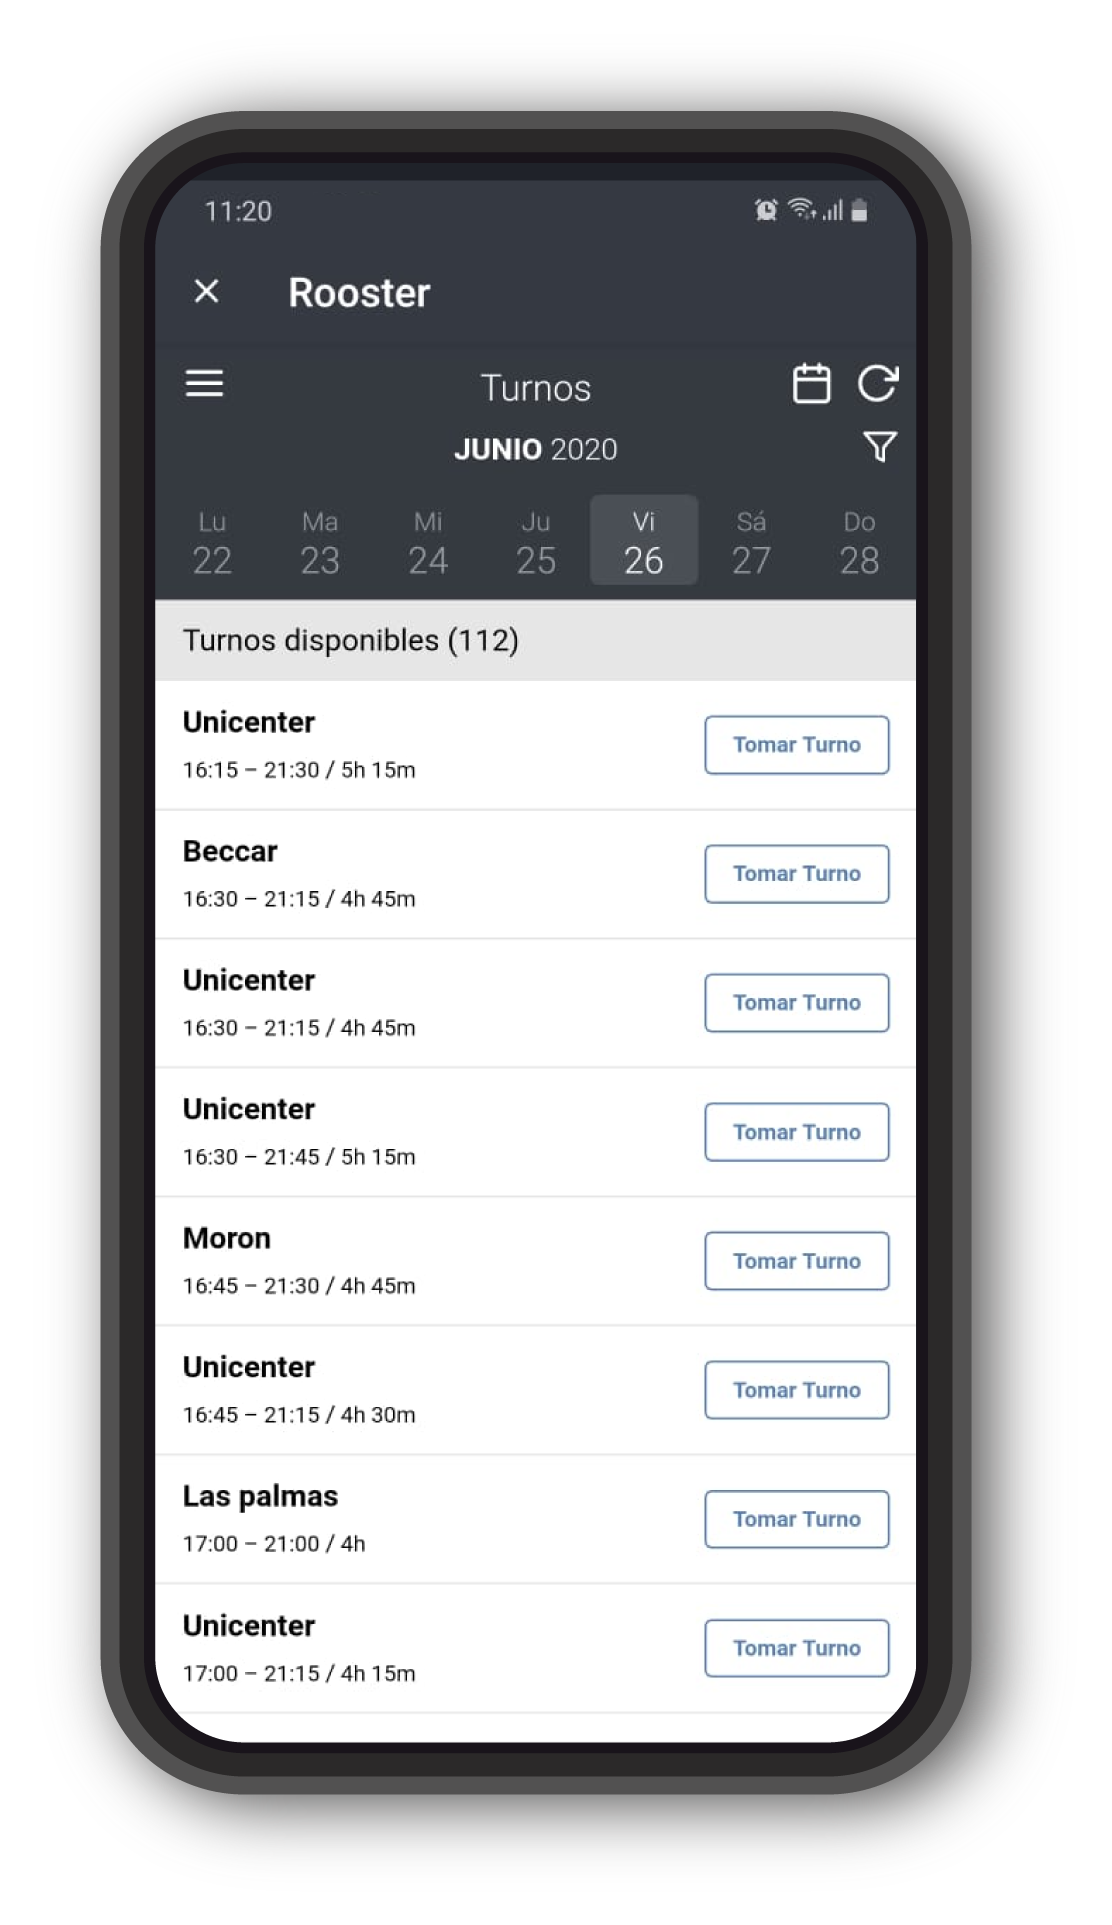 11:20
Rooster
Turnos
JUNIO 2020
Lu Ma Mi Ju Vi Sá Do
22 23 24 25 26 27 28
Turnos disponibles (112)
Unicenter
16:15 – 21:30 / 5h 15m
Tomar Turno
Beccar
16:30 – 21:15 / 4h 45m
Tomar Turno
Unicenter
16:30 – 21:15 / 4h 45m
Tomar Turno
Unicenter
16:30 – 21:45 / 5h 15m
Tomar Turno
Moron
16:45 – 21:30 / 4h 45m
Tomar Turno
Unicenter
16:45 – 21:15 / 4h 30m
Tomar Turno
Las palmas
17:00 – 21:00 / 4h
Tomar Turno
Unicenter
17:00 – 21:15 / 4h 15m
Tomar Turno